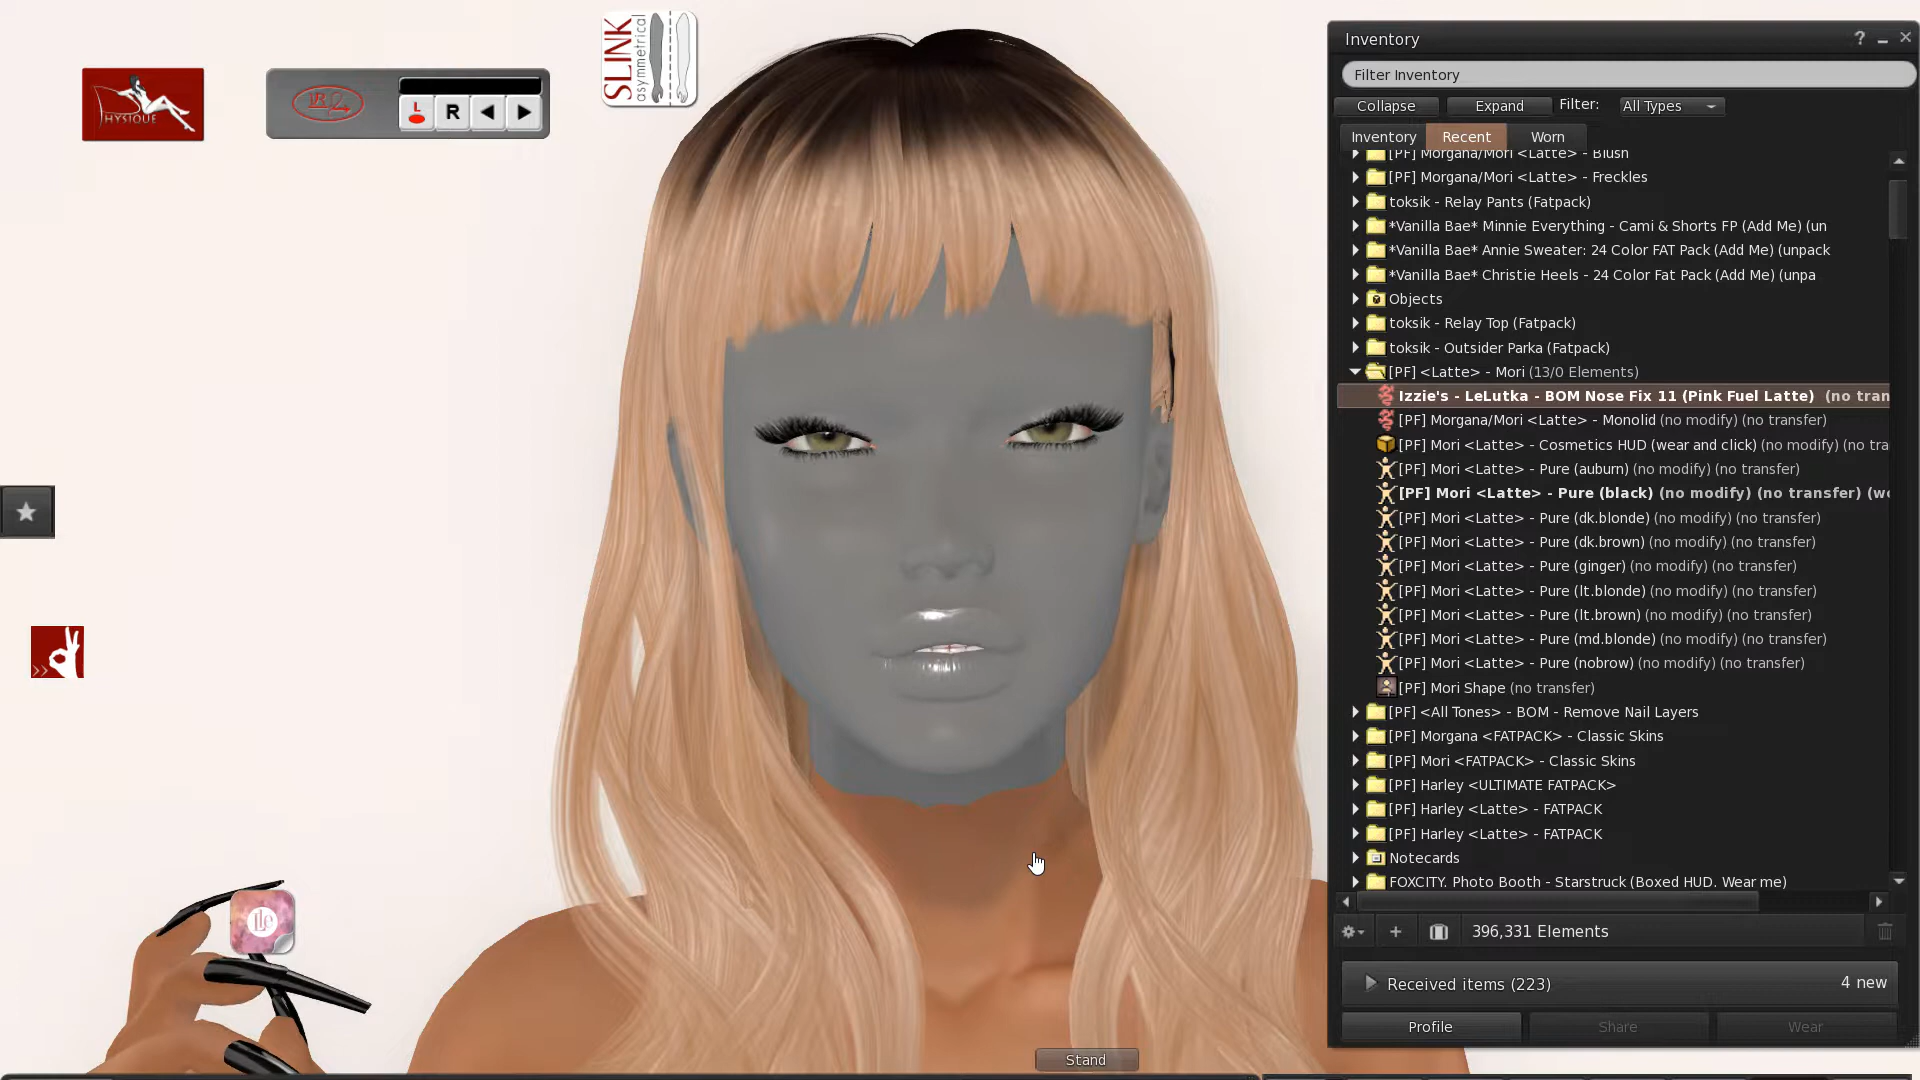 HYSIQUE
L
R
SLINK
asymmetrical
Inventory
?
Filter Inventory
Collapse
Expand
Filter:
All Types
Inventory
Recent
Worn
[PF] Morgana/Mori <Latte> - Blush
[PF] Morgana/Mori <Latte> - Freckles
toksik - Relay Pants (Fatpack)
*Vanilla Bae* Minnie Everything - Cami & Shorts FP (Add Me) (un
*Vanilla Bae* Annie Sweater: 24 Color FAT Pack (Add Me) (unpack
*Vanilla Bae* Christie Heels - 24 Color Fat Pack (Add Me) (unpa
Objects
toksik - Relay Top (Fatpack)
toksik - Outsider Parka (Fatpack)
[PF] <Latte> - Mori (13/0 Elements)
Izzie's - LeLutka - BOM Nose Fix 11 (Pink Fuel Latte) (no tran
[PF] Morgana/Mori <Latte> - Monolid (no modify) (no transfer)
[PF] Mori <Latte> - Cosmetics HUD (wear and click) (no modify) (no tra
[PF] Mori <Latte> - Pure (auburn) (no modify) (no transfer)
[PF] Mori <Latte> - Pure (black) (no modify) (no transfer) (wo
[PF] Mori <Latte> - Pure (dk.blonde) (no modify) (no transfer)
[PF] Mori <Latte> - Pure (dk.brown) (no modify) (no transfer)
[PF] Mori <Latte> - Pure (ginger) (no modify) (no transfer)
[PF] Mori <Latte> - Pure (lt.blonde) (no modify) (no transfer)
[PF] Mori <Latte> - Pure (lt.brown) (no modify) (no transfer)
[PF] Mori <Latte> - Pure (md.blonde) (no modify) (no transfer)
[PF] Mori <Latte> - Pure (nobrow) (no modify) (no transfer)
[PF] Mori Shape (no transfer)
[PF] <All Tones> - BOM - Remove Nail Layers
[PF] Morgana <FATPACK> - Classic Skins
[PF] Mori <FATPACK> - Classic Skins
[PF] Harley <ULTIMATE FATPACK>
[PF] Harley <Latte> - FATPACK
[PF] Harley <Latte> - FATPACK
Notecards
FOXCITY. Photo Booth - Starstruck (Boxed HUD. Wear me)
396,331 Elements
Received items (223)
4 new
Profile
Share
Wear
Stand